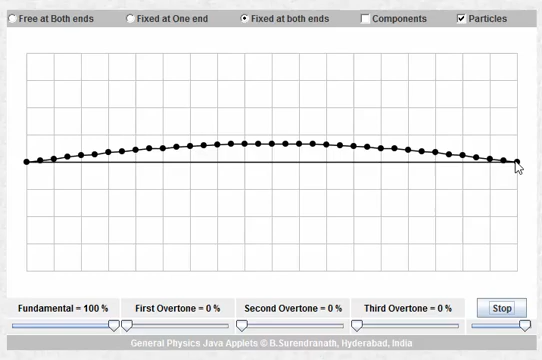 Free at Both ends Fixed at One end Fixed at both ends Components Particles
Fundamental = 100 % First Overtone = 0 % Second Overtone = 0 % Third Overtone = 0 % Stop
General Physics Java Applets © B.Surendranath, Hyderabad, India